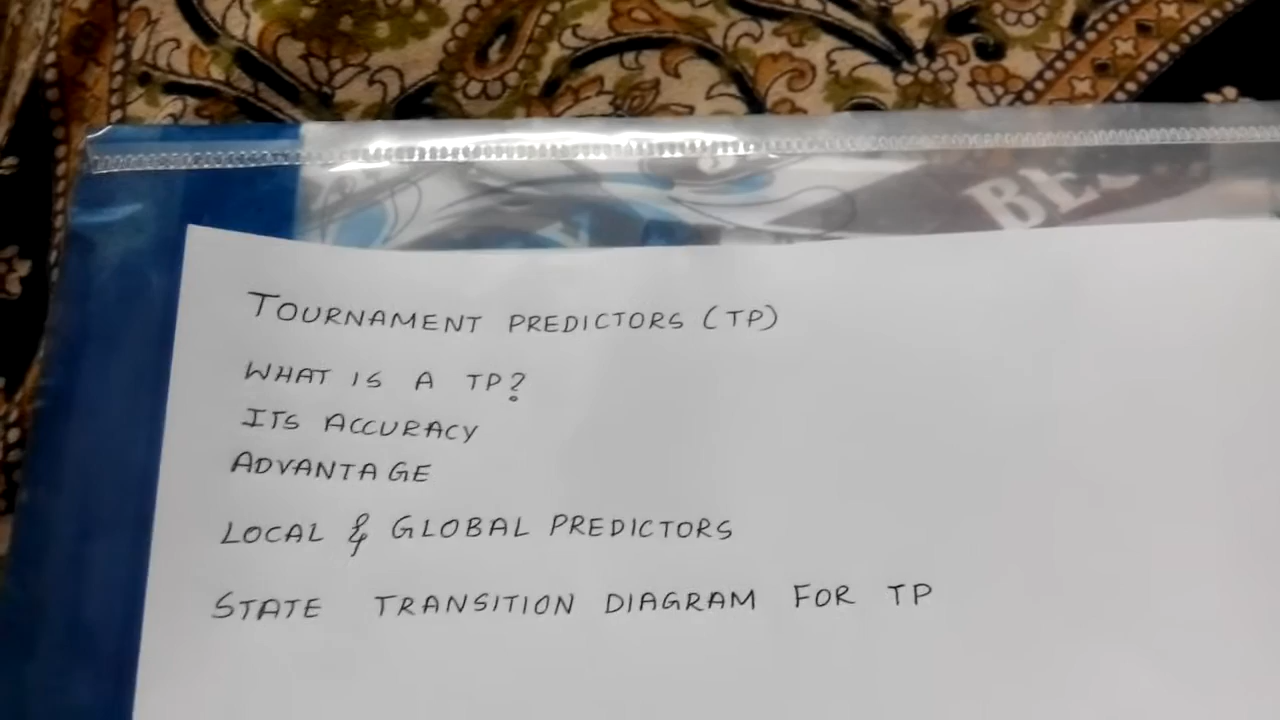 TOURNAMENT PREDICTORS (TP)
WHAT IS A TP?
ITS ACCURACY
ADVANTAGE
LOCAL & GLOBAL PREDICTORS
STATE TRANSITION DIAGRAM FOR TP